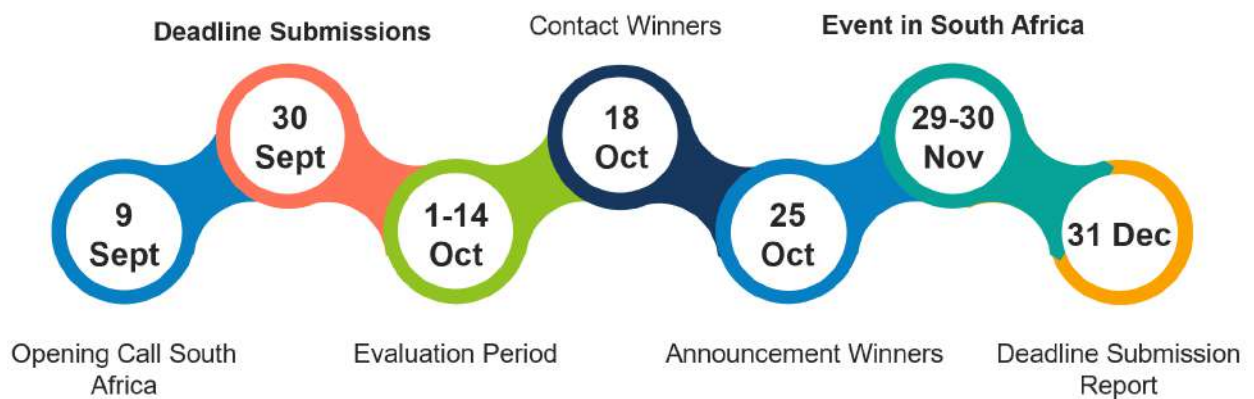 Deadline Submissions
Contact Winners
Event in South Africa
30
Sept
18
Oct
29-30
Nov
9
Sept
1-14
Oct
25
Oct
31 Dec
Opening Call South
Africa
Evaluation Period
Announcement Winners
Deadline Submission
Report